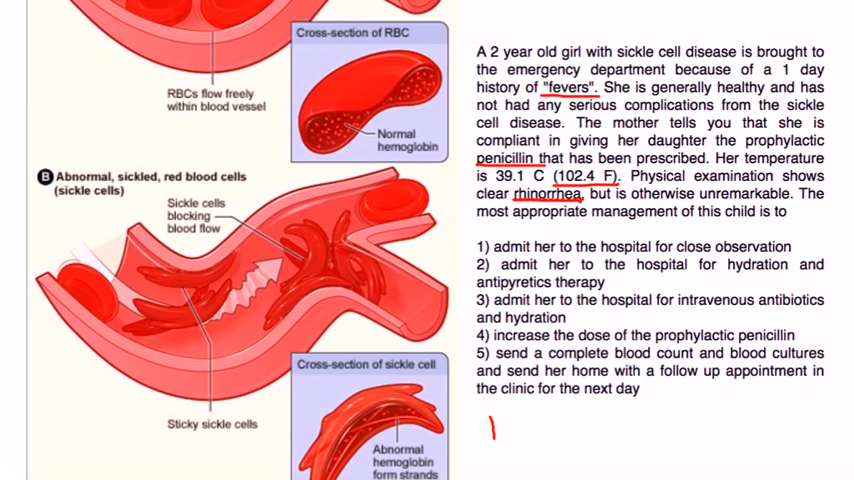 Cross-section of RBC
RBCs flow freely
within blood vessel
Normal
hemoglobin
B Abnormal, sickled, red blood cells
(sickle cells)
Sickle cells
blocking
blood flow
Cross-section of sickle cell
Sticky sickle cells
Abnormal
hemoglobin
form strands
A 2 year old girl with sickle cell disease is brought to
the emergency department because of a 1 day
history of "fevers". She is generally healthy and has
not had any serious complications from the sickle
cell disease. The mother tells you that she is
compliant in giving her daughter the prophylactic
penicillin that has been prescribed. Her temperature
is 39.1 C (102.4 F). Physical examination shows
clear rhinorrhea, but is otherwise unremarkable. The
most appropriate management of this child is to
1) admit her to the hospital for close observation
2) admit her to the hospital for hydration and
antipyretics therapy
3) admit her to the hospital for intravenous antibiotics
and hydration
4) increase the dose of the prophylactic penicillin
5) send a complete blood count and blood cultures
and send her home with a follow up appointment in
the clinic for the next day